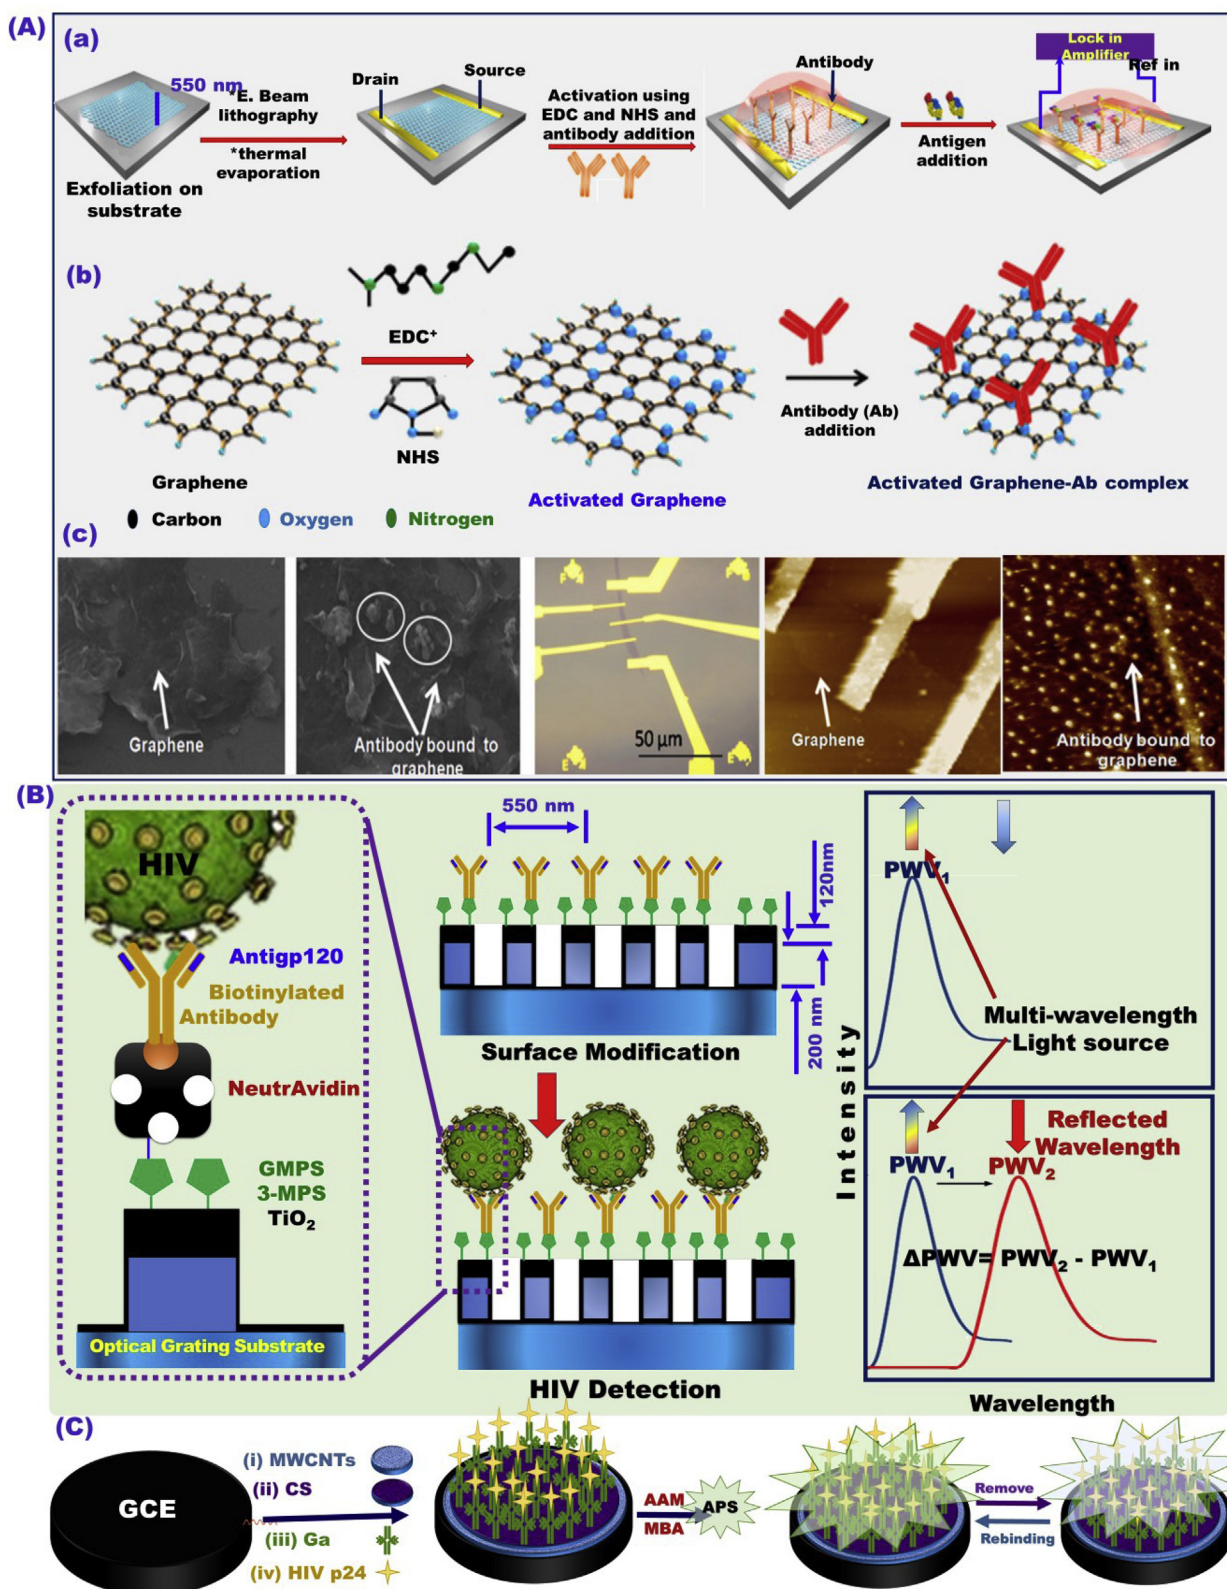 (A)
(a)
550 nm
*E. Beam
lithography
*thermal
evaporation
Exfoliation on
substrate
Drain
Source
Activation using
EDC and NHS and
antibody addition
Antibody
Antigen
addition
Lock in
Amplifier
Ref in
(b)
EDC⁺
NHS
Graphene
Activated Graphene
Antibody (Ab)
addition
Activated Graphene-Ab complex
Carbon
Oxygen
Nitrogen
(c)
Graphene
Antibody bound to
graphene
50 µm
Graphene
Antibody bound to
graphene
(B)
HIV
Antigp120
Biotinylated
Antibody
NeutrAvidin
GMPS
3-MPS
TiO₂
Optical Grating Substrate
550 nm
120nm
200 nm
Surface Modification
HIV Detection
PWV₁
Multi-wavelength
Light source
Intensity
Reflected
Wavelength
PWV₁
PWV₂
ΔPWV= PWV₂ - PWV₁
Wavelength
(C)
GCE
(i) MWCNTs
(ii) CS
(iii) Ga
(iv) HIV p24
AAM
MBA
APS
Remove
Rebinding